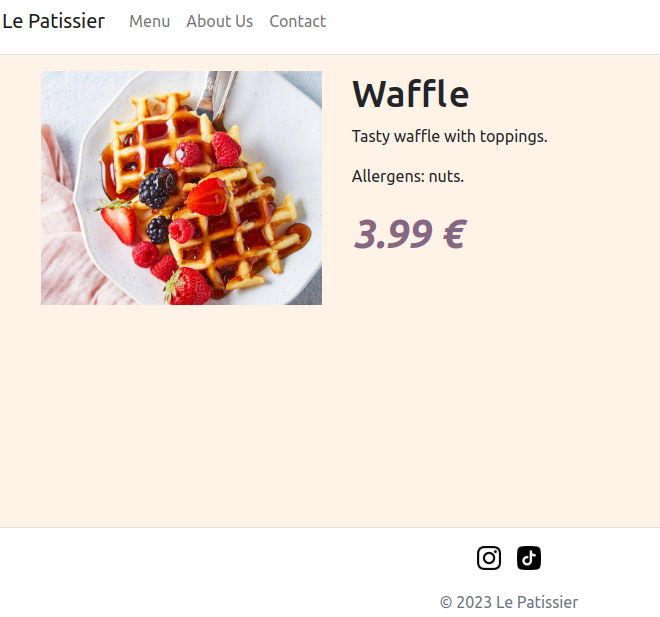 Le Patissier Menu About Us Contact
Waffle
Tasty waffle with toppings.
Allergens: nuts.
3.99 €
© 2023 Le Patissier